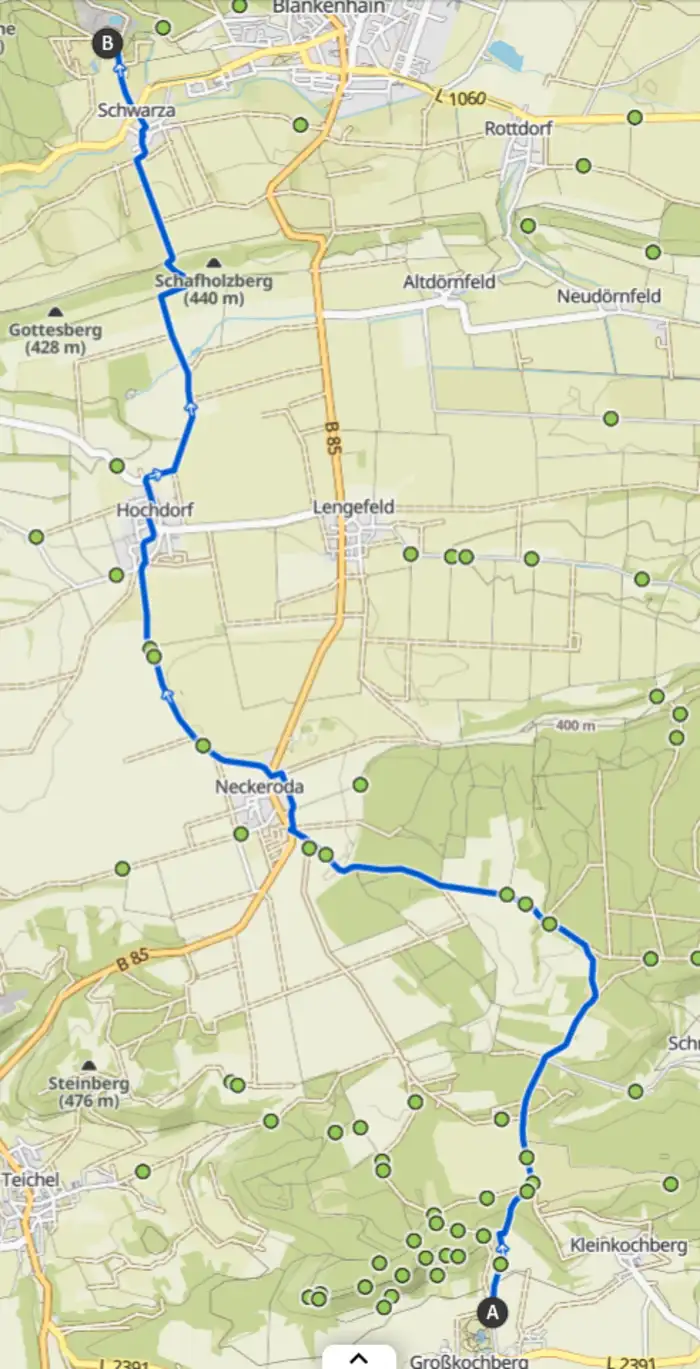 Blankenhain
B
L 1060
Schwarza
Rottdorf
Schafholzberg
(440 m)
Altdörnfeld
Neudörnfeld
Gottesberg
(428 m)
B 85
Hochdorf
Lengefeld
400 m
Neckeroda
B 85
Steinberg
(476 m)
Teichel
Kleinkochberg
A
Großkochberg
L 2391
L 2391